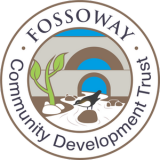 · FOSSOWAY ·
Community Development Trust